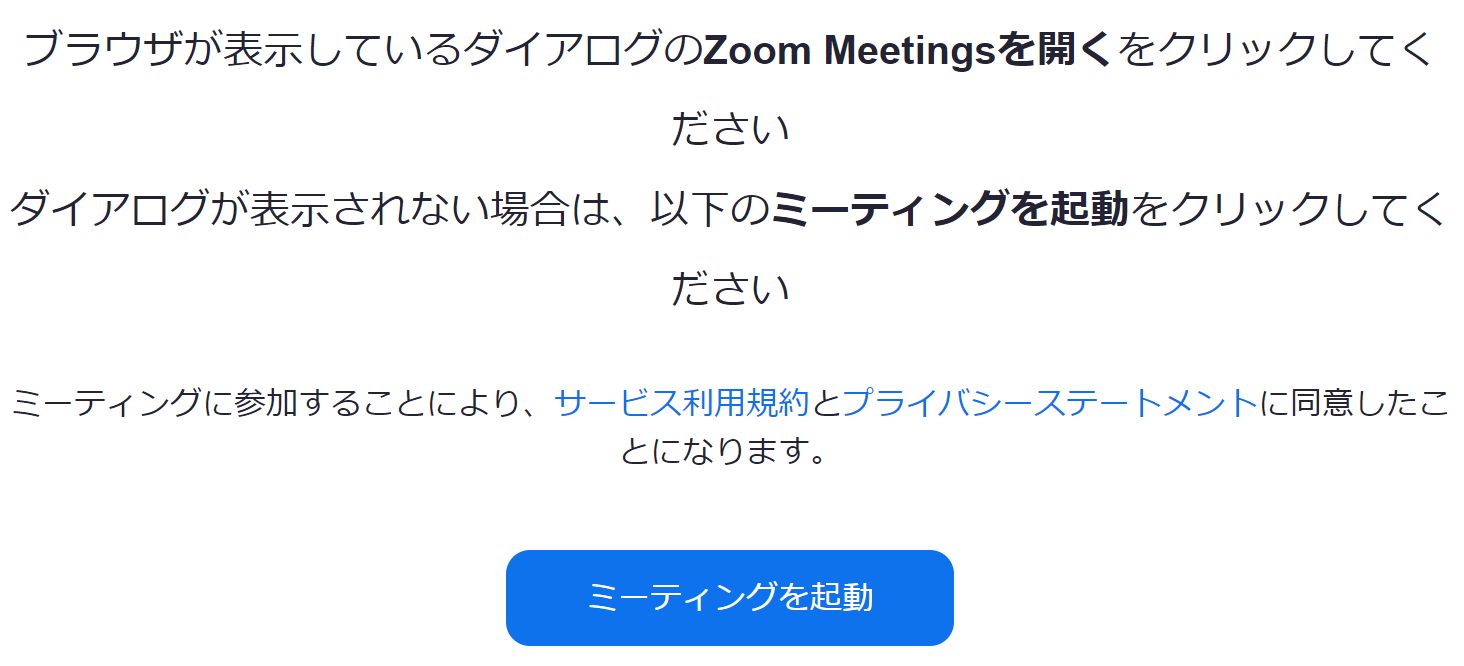 ブラウザが表示しているダイアログのZoom Meetingsを開くをクリックしてく
ださい
ダイアログが表示されない場合は、以下のミーティングを起動をクリックしてく
ださい
ミーティングに参加することにより、サービス利用規約とプライバシーステートメントに同意したこ
とになります。
ミーティングを起動